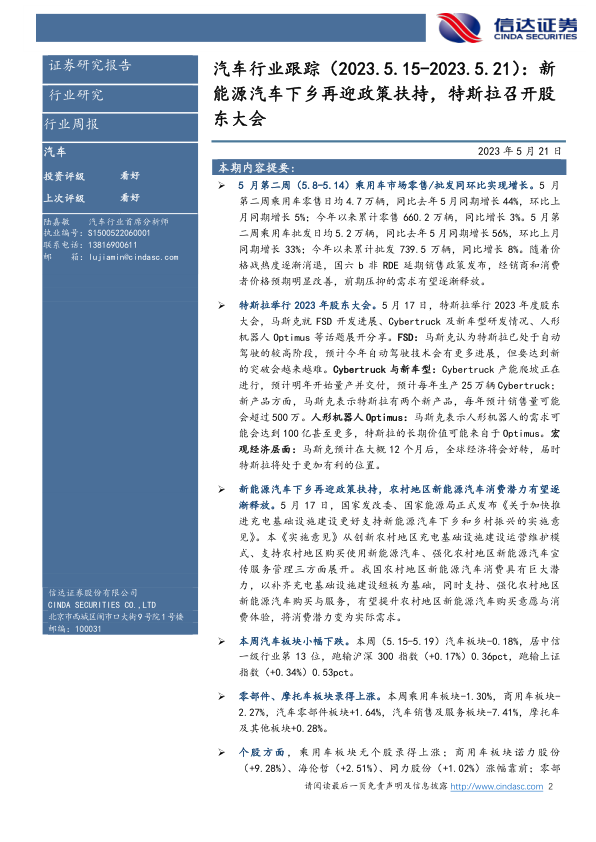 信达证券
CINDA SECURITIES
证券研究报告
行业研究
行业周报
汽车
投资评级 看好
上次评级 看好
陆嘉敏 汽车行业首席分析师
执业编号：S1500522060001
联系电话：13816900611
邮 箱：lujiamin@cindasc.com
信达证券股份有限公司
CINDA SECURITIES CO.,LTD
北京市西城区闹市口大街9号院1号楼
邮编：100031
汽车行业跟踪（2023.5.15-2023.5.21）：新
能源汽车下乡再迎政策扶持，特斯拉召开股
东大会
2023 年 5 月 21 日
本期内容提要：
➢ 5 月第二周（5.8-5.14）乘用车市场零售/批发同环比实现增长。5 月
第二周乘用车零售日均 4.7 万辆，同比去年 5 月同期增长 44%，环比上
月同期增长 5%；今年以来累计零售 660.2 万辆，同比增长 3%。5 月第
二周乘用车批发日均 5.2 万辆，同比去年 5 月同期增长 56%，环比上月
同期增长 33%；今年以来累计批发 739.5 万辆，同比增长 8%。随着价
格战热度逐渐消退，国六 b 非 RDE 延期销售政策发布，经销商和消费
者价格预期明显改善，前期压抑的需求有望逐渐释放。
➢ 特斯拉举行 2023 年股东大会。5 月 17 日，特斯拉举行 2023 年度股东
大会，马斯克就 FSD 开发进展、Cybertruck 及新车型研发情况、人形
机器人 Optimus 等话题展开分享。FSD：马斯克认为特斯拉已处于自动
驾驶的较高阶段，预计今年自动驾驶技术会有更多进展，但要达到新
的突破会越来越难。Cybertruck 与新车型：Cybertruck 产能爬坡正在
进行，预计明年开始量产并交付，预计每年生产 25 万辆 Cybertruck；
新产品方面，马斯克表示特斯拉有两个新产品，每年预计销售量可能
会超过 500 万。人形机器人 Optimus：马斯克表示人形机器人的需求可
能会达到 100 亿甚至更多，特斯拉的长期价值可能来自于 Optimus。宏
观经济层面：马斯克预计在大概 12 个月后，全球经济将会好转，届时
特斯拉将处于更加有利的位置。
➢ 新能源汽车下乡再迎政策扶持，农村地区新能源汽车消费潜力有望逐
渐释放。5 月 17 日，国家发改委、国家能源局正式发布《关于加快推
进充电基础设施建设更好支持新能源汽车下乡和乡村振兴的实施意
见》。本《实施意见》从创新农村地区充电基础设施建设运营维护模
式、支持农村地区购买使用新能源汽车、强化农村地区新能源汽车宣
传服务管理三方面展开。我国农村地区新能源汽车消费具有巨大潜
力，以补齐充电基础设施建设短板为基础，同时支持、强化农村地区
新能源汽车购买与服务，有望提升农村地区新能源汽车购买意愿与消
费体验，将消费潜力变为实际需求。
➢ 本周汽车板块小幅下跌。本周（5.15-5.19）汽车板块-0.18%，居中信
一级行业第 13 位，跑输沪深 300 指数（+0.17%）0.36pct，跑输上证
指数（+0.34%）0.53pct。
➢ 零部件、摩托车板块录得上涨。本周乘用车板块-1.30%，商用车板块-
2.27%，汽车零部件板块+1.64%，汽车销售及服务板块-7.41%，摩托车
及其他板块+0.28%。
➢ 个股方面，乘用车板块无个股录得上涨；商用车板块诺力股份
（+9.28%）、海伦哲（+2.51%）、同力股份（+1.02%）涨幅靠前；零部
请阅读最后一页免责声明及信息披露 http://www.cindasc.com 2